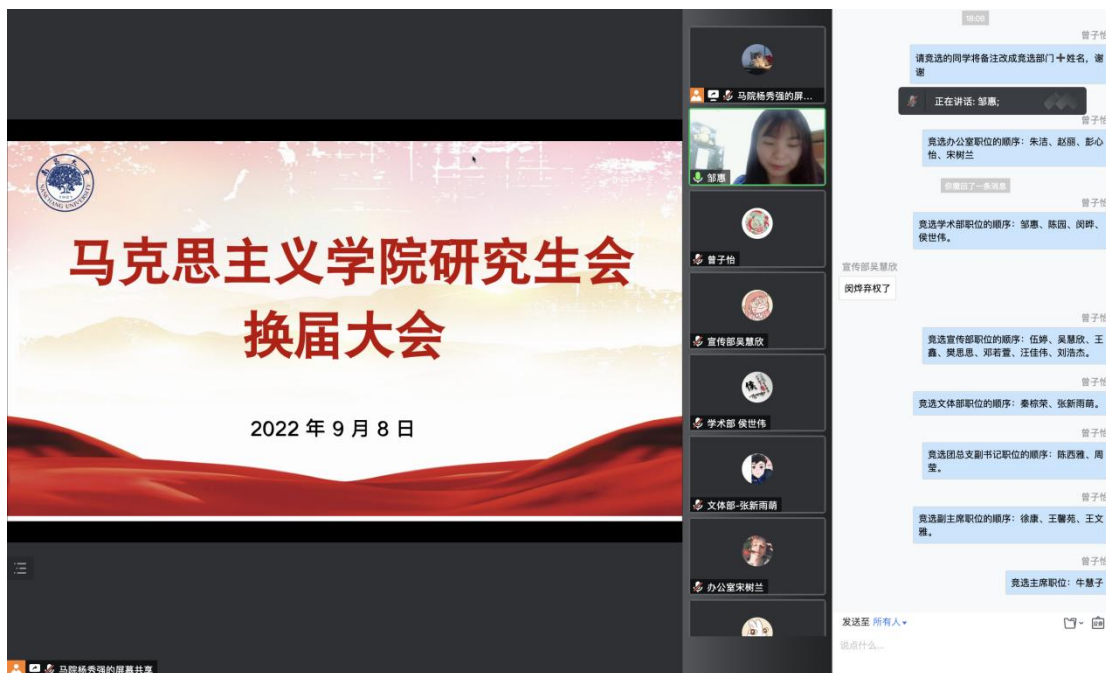 南昌大学
NANCHANG UNIVERSITY
1921
马克思主义学院研究生会
换届大会
2022 年 9 月 8 日
马院杨秀强的屏幕共享
马院杨秀强的屏...
邹惠
曾子怡
宣传部吴慧欣
学术部 侯世伟
文体部-张新雨萌
办公室宋树兰
18:06
曾子怡
请竞选的同学将备注改成竞选部门➕姓名，谢
谢
正在讲话: 邹惠;
曾子怡
竞选办公室职位的顺序：朱洁、赵丽、彭心
怡、宋树兰
你撤回了一条消息
曾子怡
竞选学术部职位的顺序：邹惠、陈园、闵晔、
侯世伟。
宣传部吴慧欣
闵烨弃权了
曾子怡
竞选宣传部职位的顺序：伍婷、吴慧欣、王
鑫、樊思思、邓若萱、汪佳伟、刘浩杰。
曾子怡
竞选文体部职位的顺序：秦棕荣、张新雨萌。
曾子怡
竞选团总支副书记职位的顺序：陈西雅、周
莹。
曾子怡
竞选副主席职位的顺序：徐康、王馨苑、王文
雅。
曾子怡
竞选主席职位：牛慧子
发送至 所有人
说点什么...